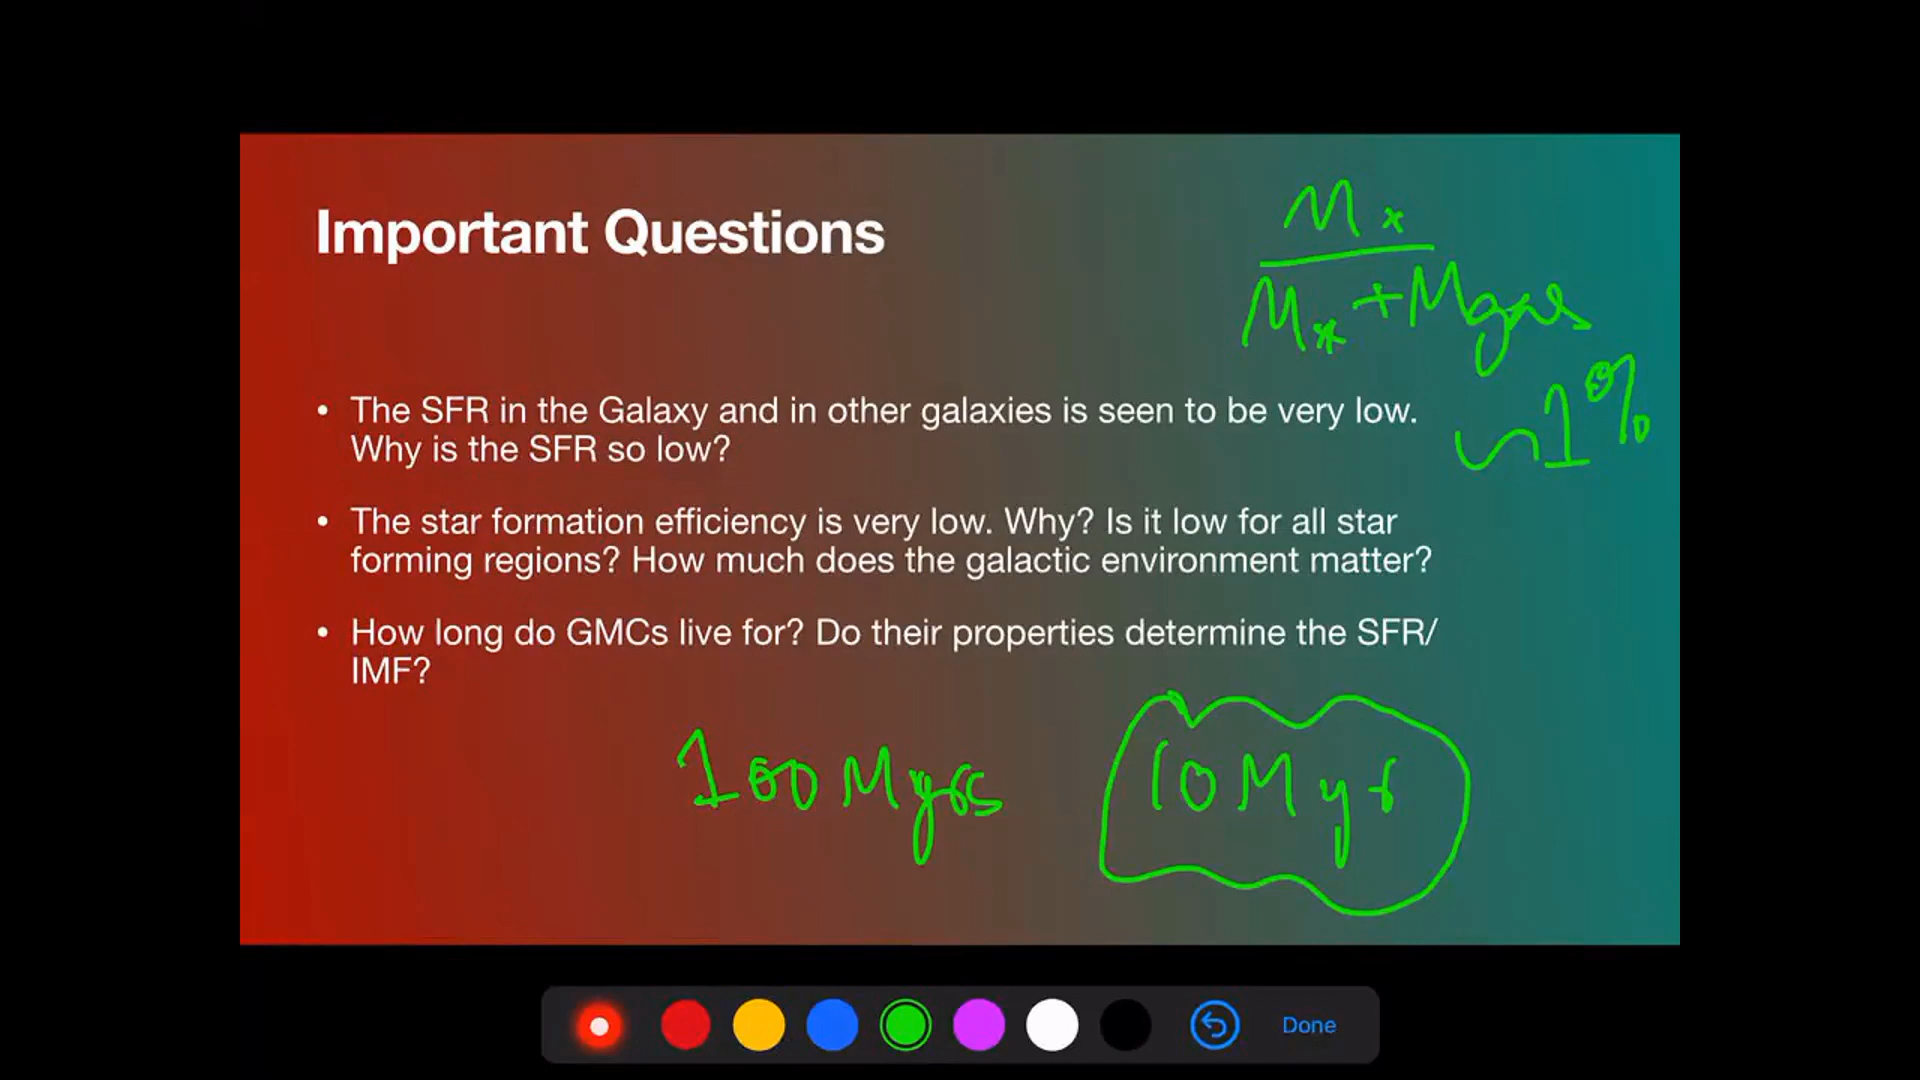 Important Questions
M*
M* + Mgas
~1%
• The SFR in the Galaxy and in other galaxies is seen to be very low.
Why is the SFR so low?
• The star formation efficiency is very low. Why? Is it low for all star
forming regions? How much does the galactic environment matter?
• How long do GMCs live for? Do their properties determine the SFR/
IMF?
100 Myrs
10 Myr
Done